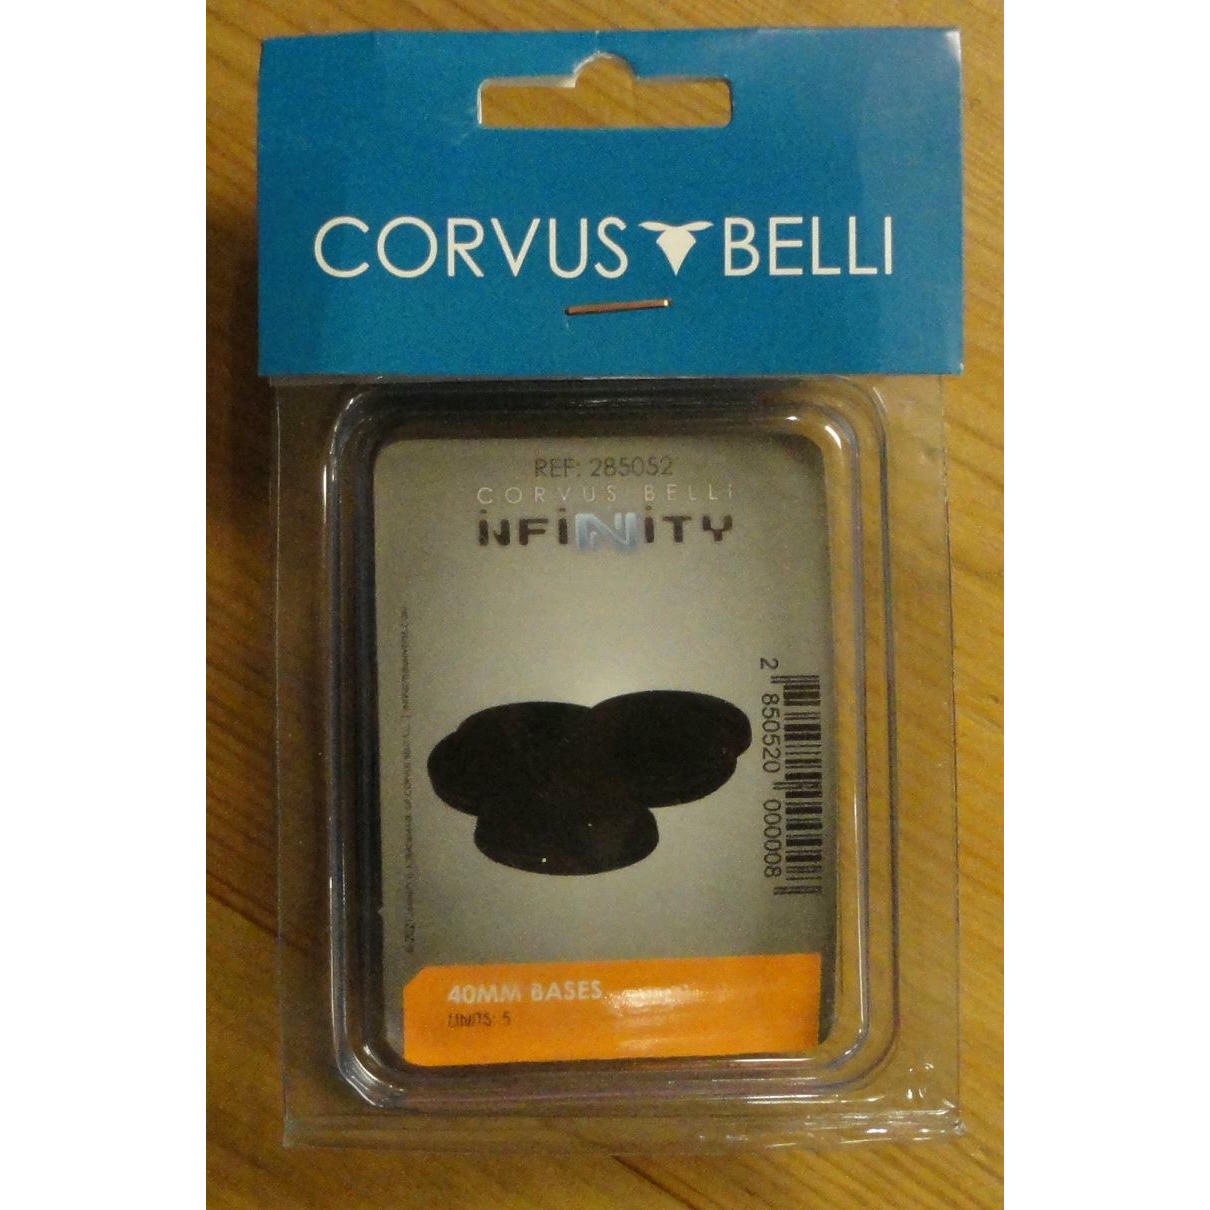 CORVUS BELLI
REF: 285052
CORVUS BELLI
iNFiNiTY
2 850520 000008
40MM BASES
UNITS: 5